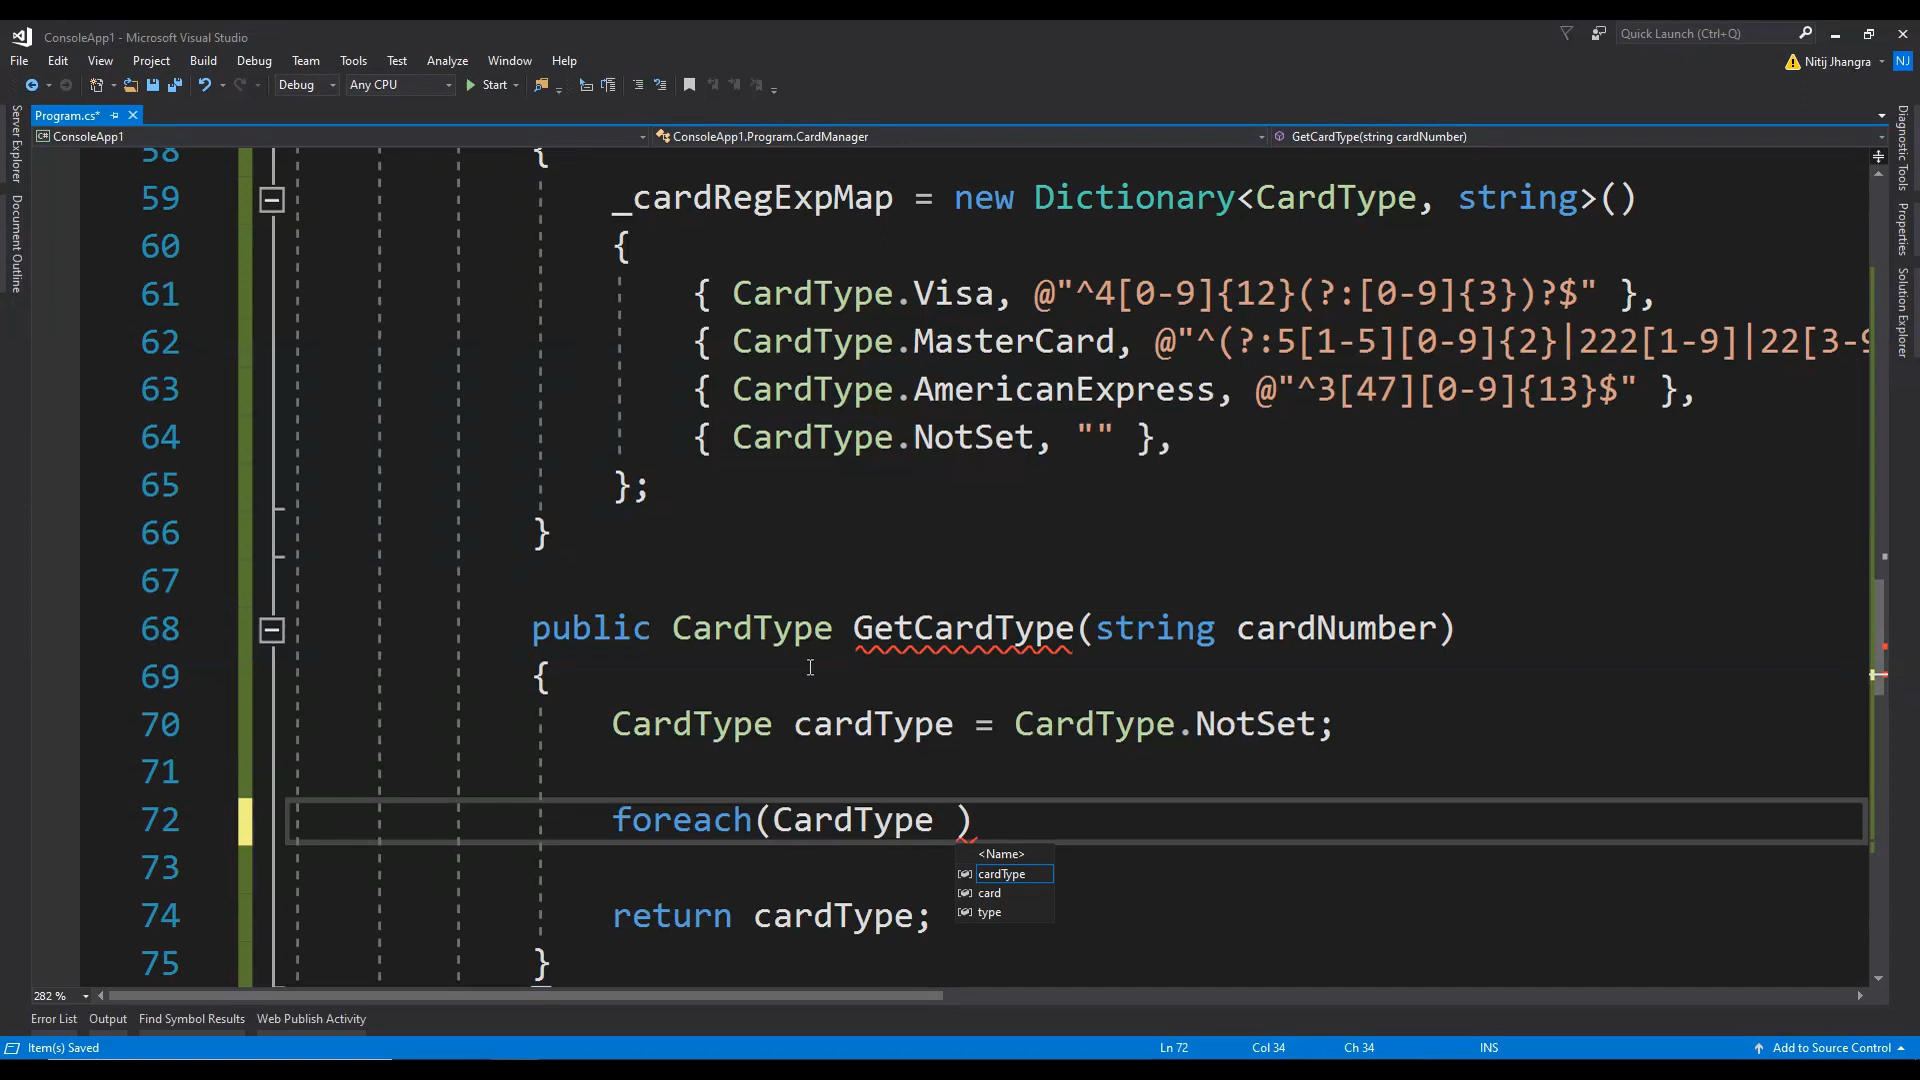 ConsoleApp1 - Microsoft Visual Studio
Quick Launch (Ctrl+Q)
File Edit View Project Build Debug Team Tools Test Analyze Window Help
Nitij Jhangra NJ
Debug Any CPU Start
Program.cs*
ConsoleApp1 ConsoleApp1.Program.CardManager GetCardType(string cardNumber)
Server Explorer
Document Outline
Diagnostic Tools
Properties
Solution Explorer
58 {
59 _cardRegExpMap = new Dictionary<CardType, string>()
60 {
61 { CardType.Visa, @"^4[0-9]{12}(?:[0-9]{3})?$" },
62 { CardType.MasterCard, @"^(?:5[1-5][0-9]{2}|222[1-9]|22[3-9
63 { CardType.AmericanExpress, @"^3[47][0-9]{13}$" },
64 { CardType.NotSet, "" },
65 };
66 }
67
68 public CardType GetCardType(string cardNumber)
69 {
70 CardType cardType = CardType.NotSet;
71
72 foreach(CardType )
<Name>
cardType
card
type
73
74 return cardType;
75 }
282 %
Error List Output Find Symbol Results Web Publish Activity
Item(s) Saved Ln 72 Col 34 Ch 34 INS Add to Source Control